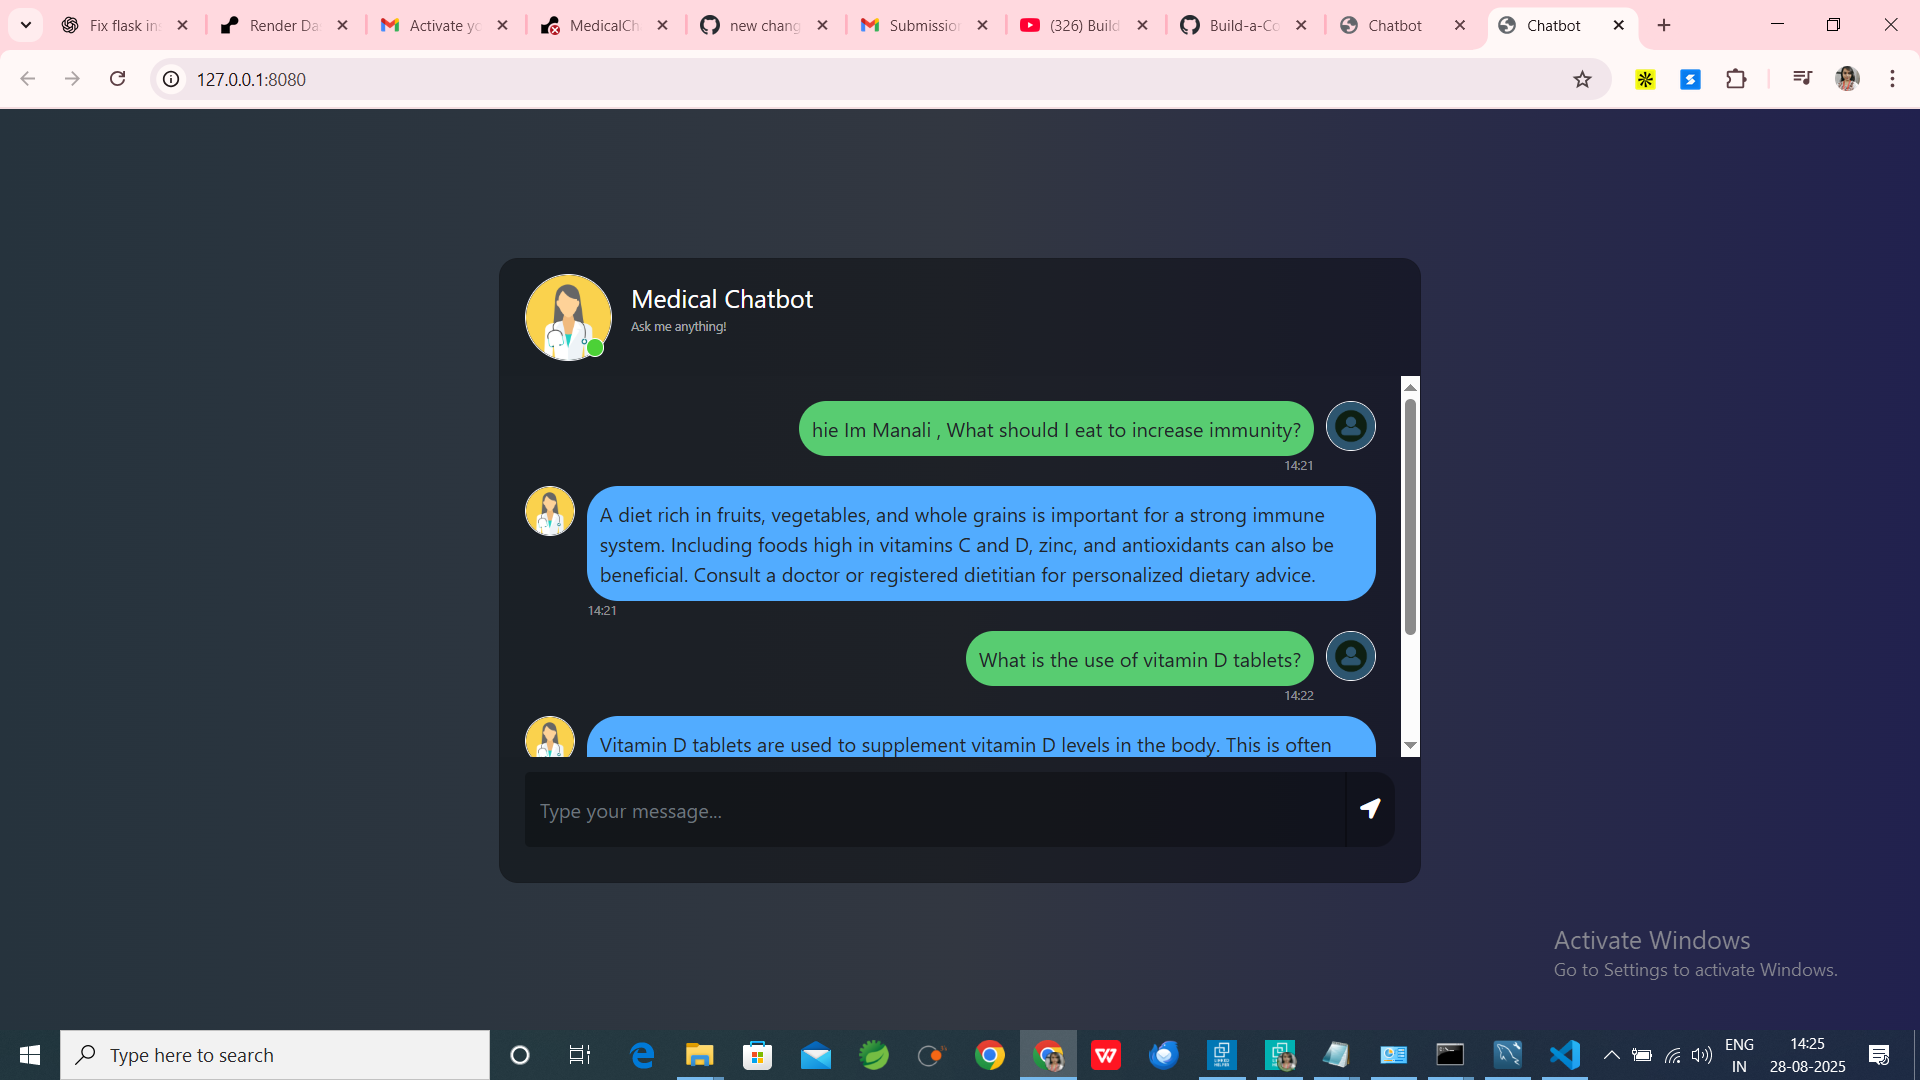 Fix flask in
Render Da
Activate yo
MedicalCh
new chang
Submission
(326) Build
Build-a-Co
Chatbot
Chatbot
127.0.0.1:8080
Medical Chatbot
Ask me anything!
hie Im Manali , What should I eat to increase immunity?
14:21
A diet rich in fruits, vegetables, and whole grains is important for a strong immune
system. Including foods high in vitamins C and D, zinc, and antioxidants can also be
beneficial. Consult a doctor or registered dietitian for personalized dietary advice.
14:21
What is the use of vitamin D tablets?
14:22
Vitamin D tablets are used to supplement vitamin D levels in the body. This is often
Type your message...
Activate Windows
Go to Settings to activate Windows.
Type here to search
ENG
IN
14:25
28-08-2025